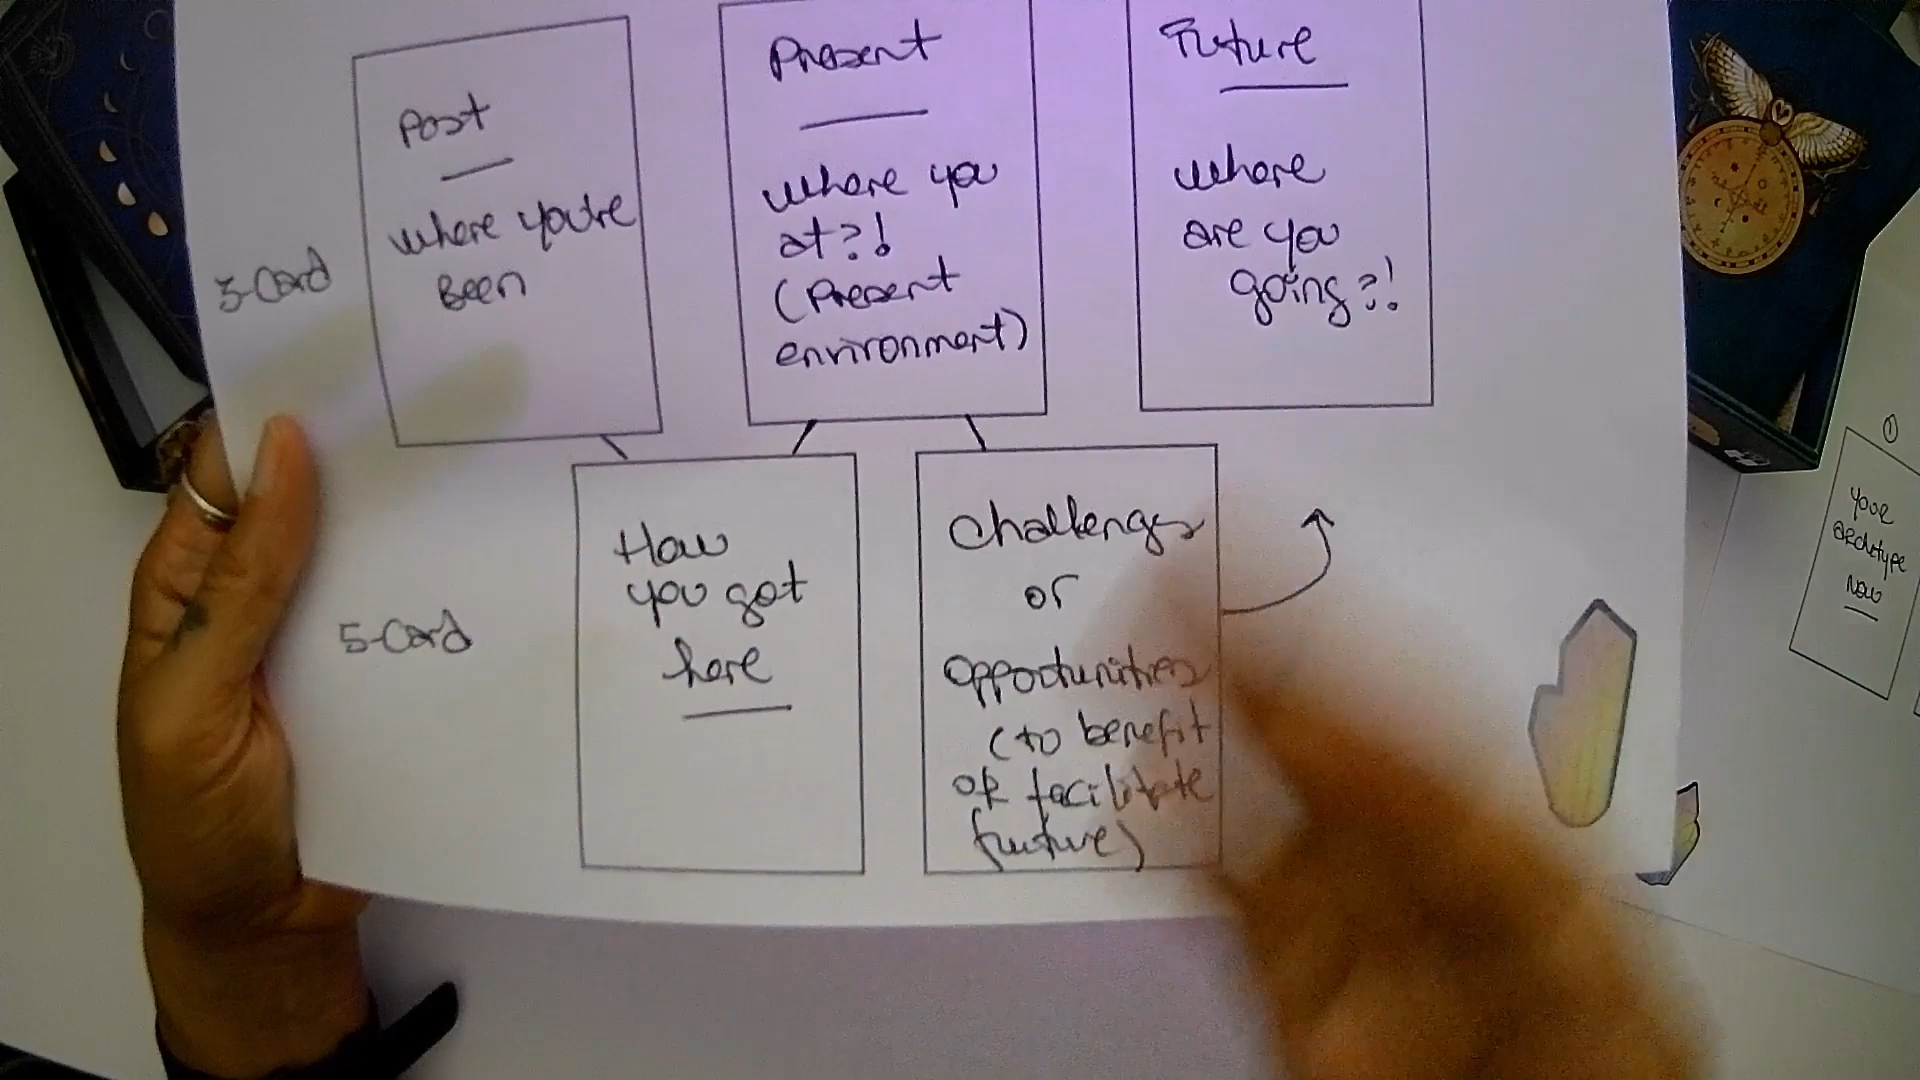 3-Card
Past
where you're
Been
Present
where you
at?!
(Present
environment)
Future
where
are you
going?!
5-Card
How
you got
here
Challenges
or
opportunities
(to benefit
or facilitate
future)
1
your
archetype
Now